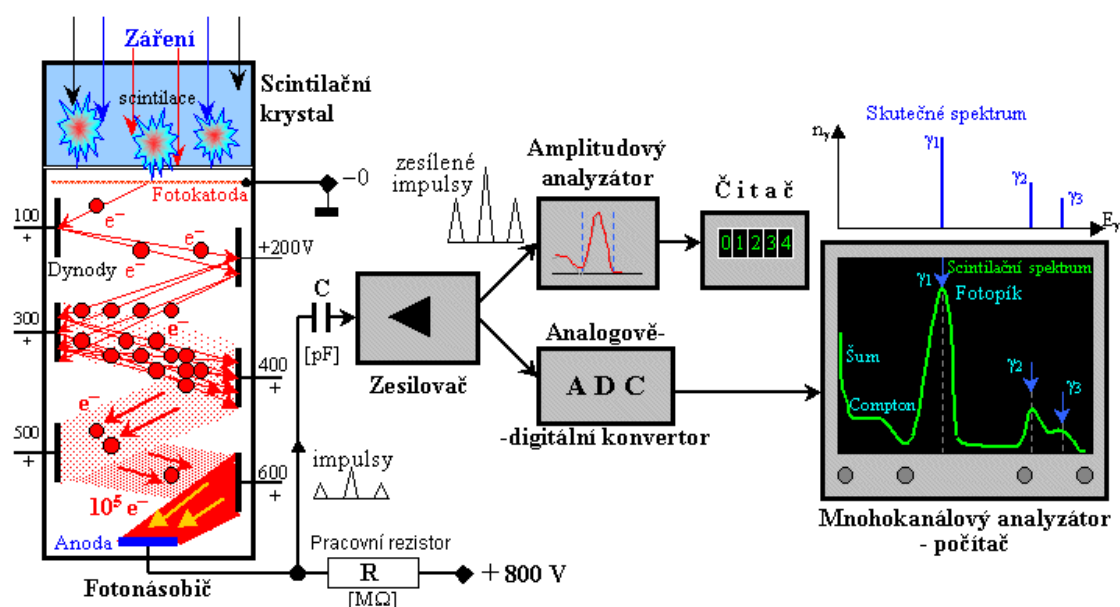 Záření
Scintilační
krystal
scintilace
Fotokatoda
−0
100
+
e−
e−
e−
+200V
Dynody
300
+
e−
400
+
e−
500
+
600
+
10⁵ e−
Anoda
Fotonásobič
impulsy
Pracovní rezistor
R
[MΩ]
+ 800 V
C
[pF]
Zesilovač
zesílené
impulsy
Amplitudový
analyzátor
Čitač
01234
Analogově-
A D C
-digitální konvertor
Skutečné spektrum
nγ
γ1
γ2
γ3
Eγ
Scintilační spektrum
γ1
Fotopík
Šum
γ2
γ3
Compton
Mnohokanálový analyzátor
- počítač